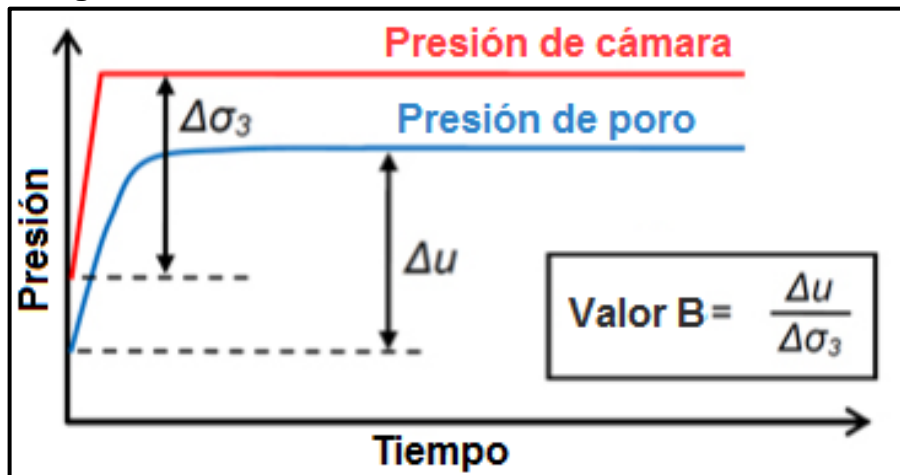 Presión de cámara
Δσ3
Presión de poro
Presión
Δu
Valor B = Δu / Δσ3
Tiempo